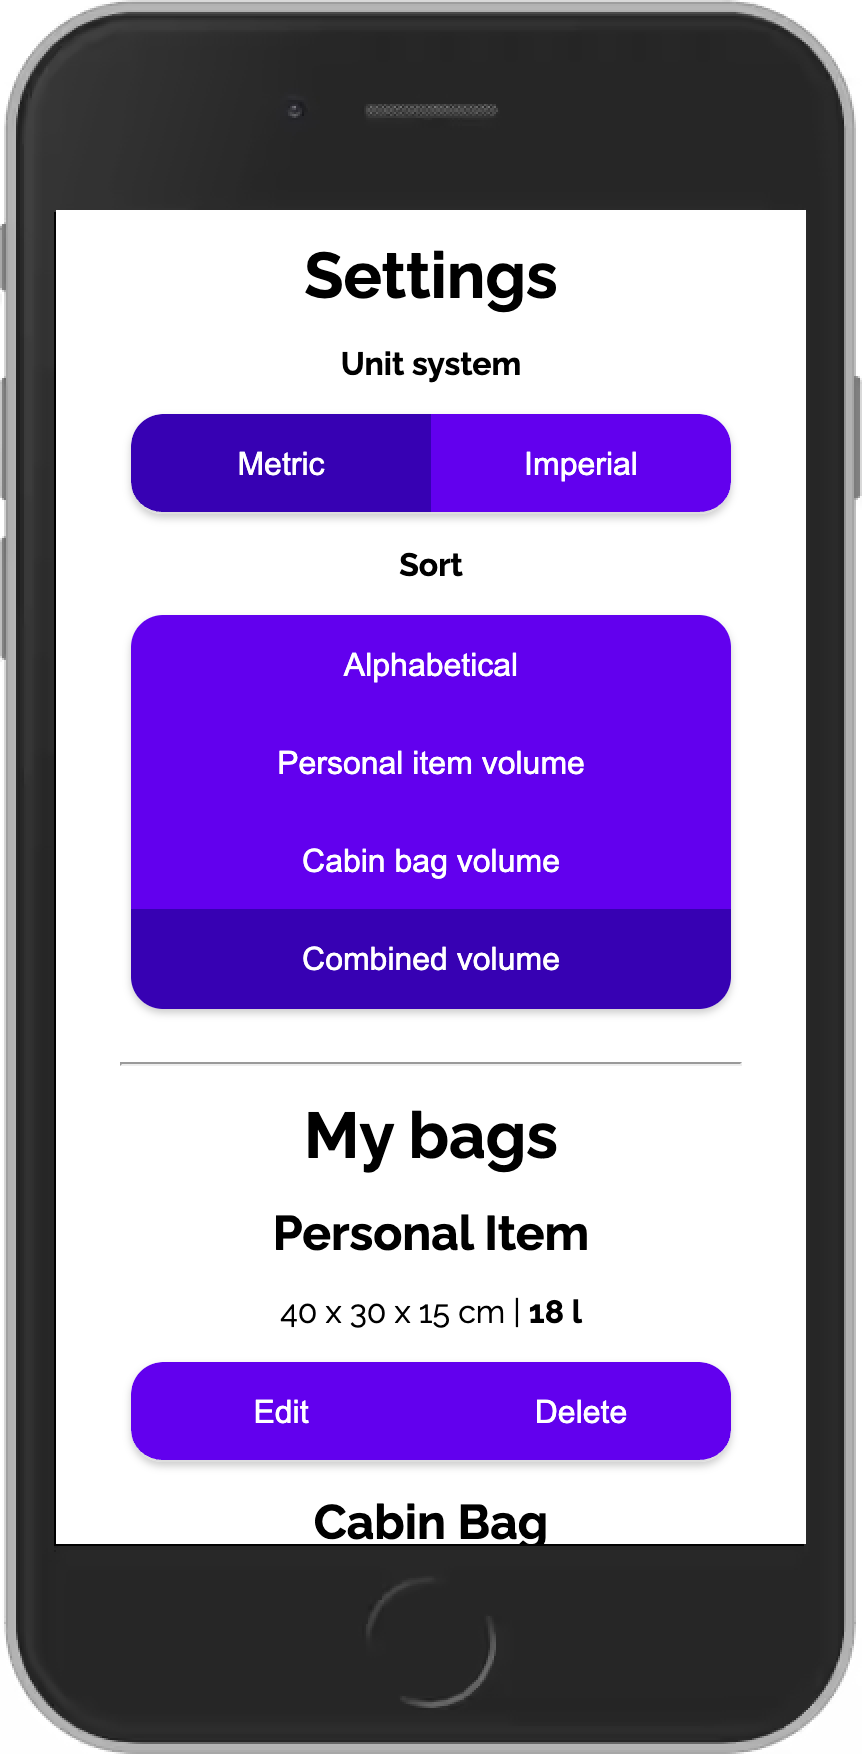 Settings
Unit system
Metric Imperial
Sort
Alphabetical
Personal item volume
Cabin bag volume
Combined volume
My bags
Personal Item
40 x 30 x 15 cm | 18 l
Edit Delete
Cabin Bag